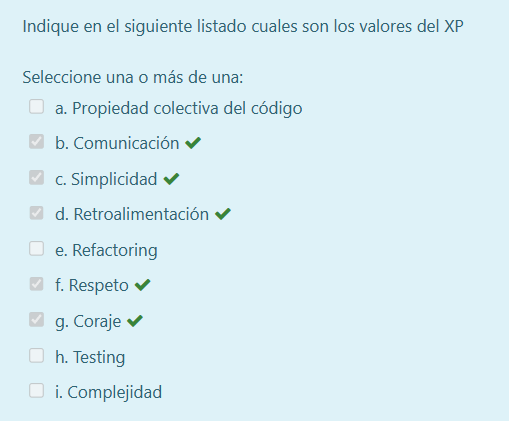 Indique en el siguiente listado cuales son los valores del XP
Seleccione una o más de una:
a. Propiedad colectiva del código
b. Comunicación
c. Simplicidad
d. Retroalimentación
e. Refactoring
f. Respeto
g. Coraje
h. Testing
i. Complejidad